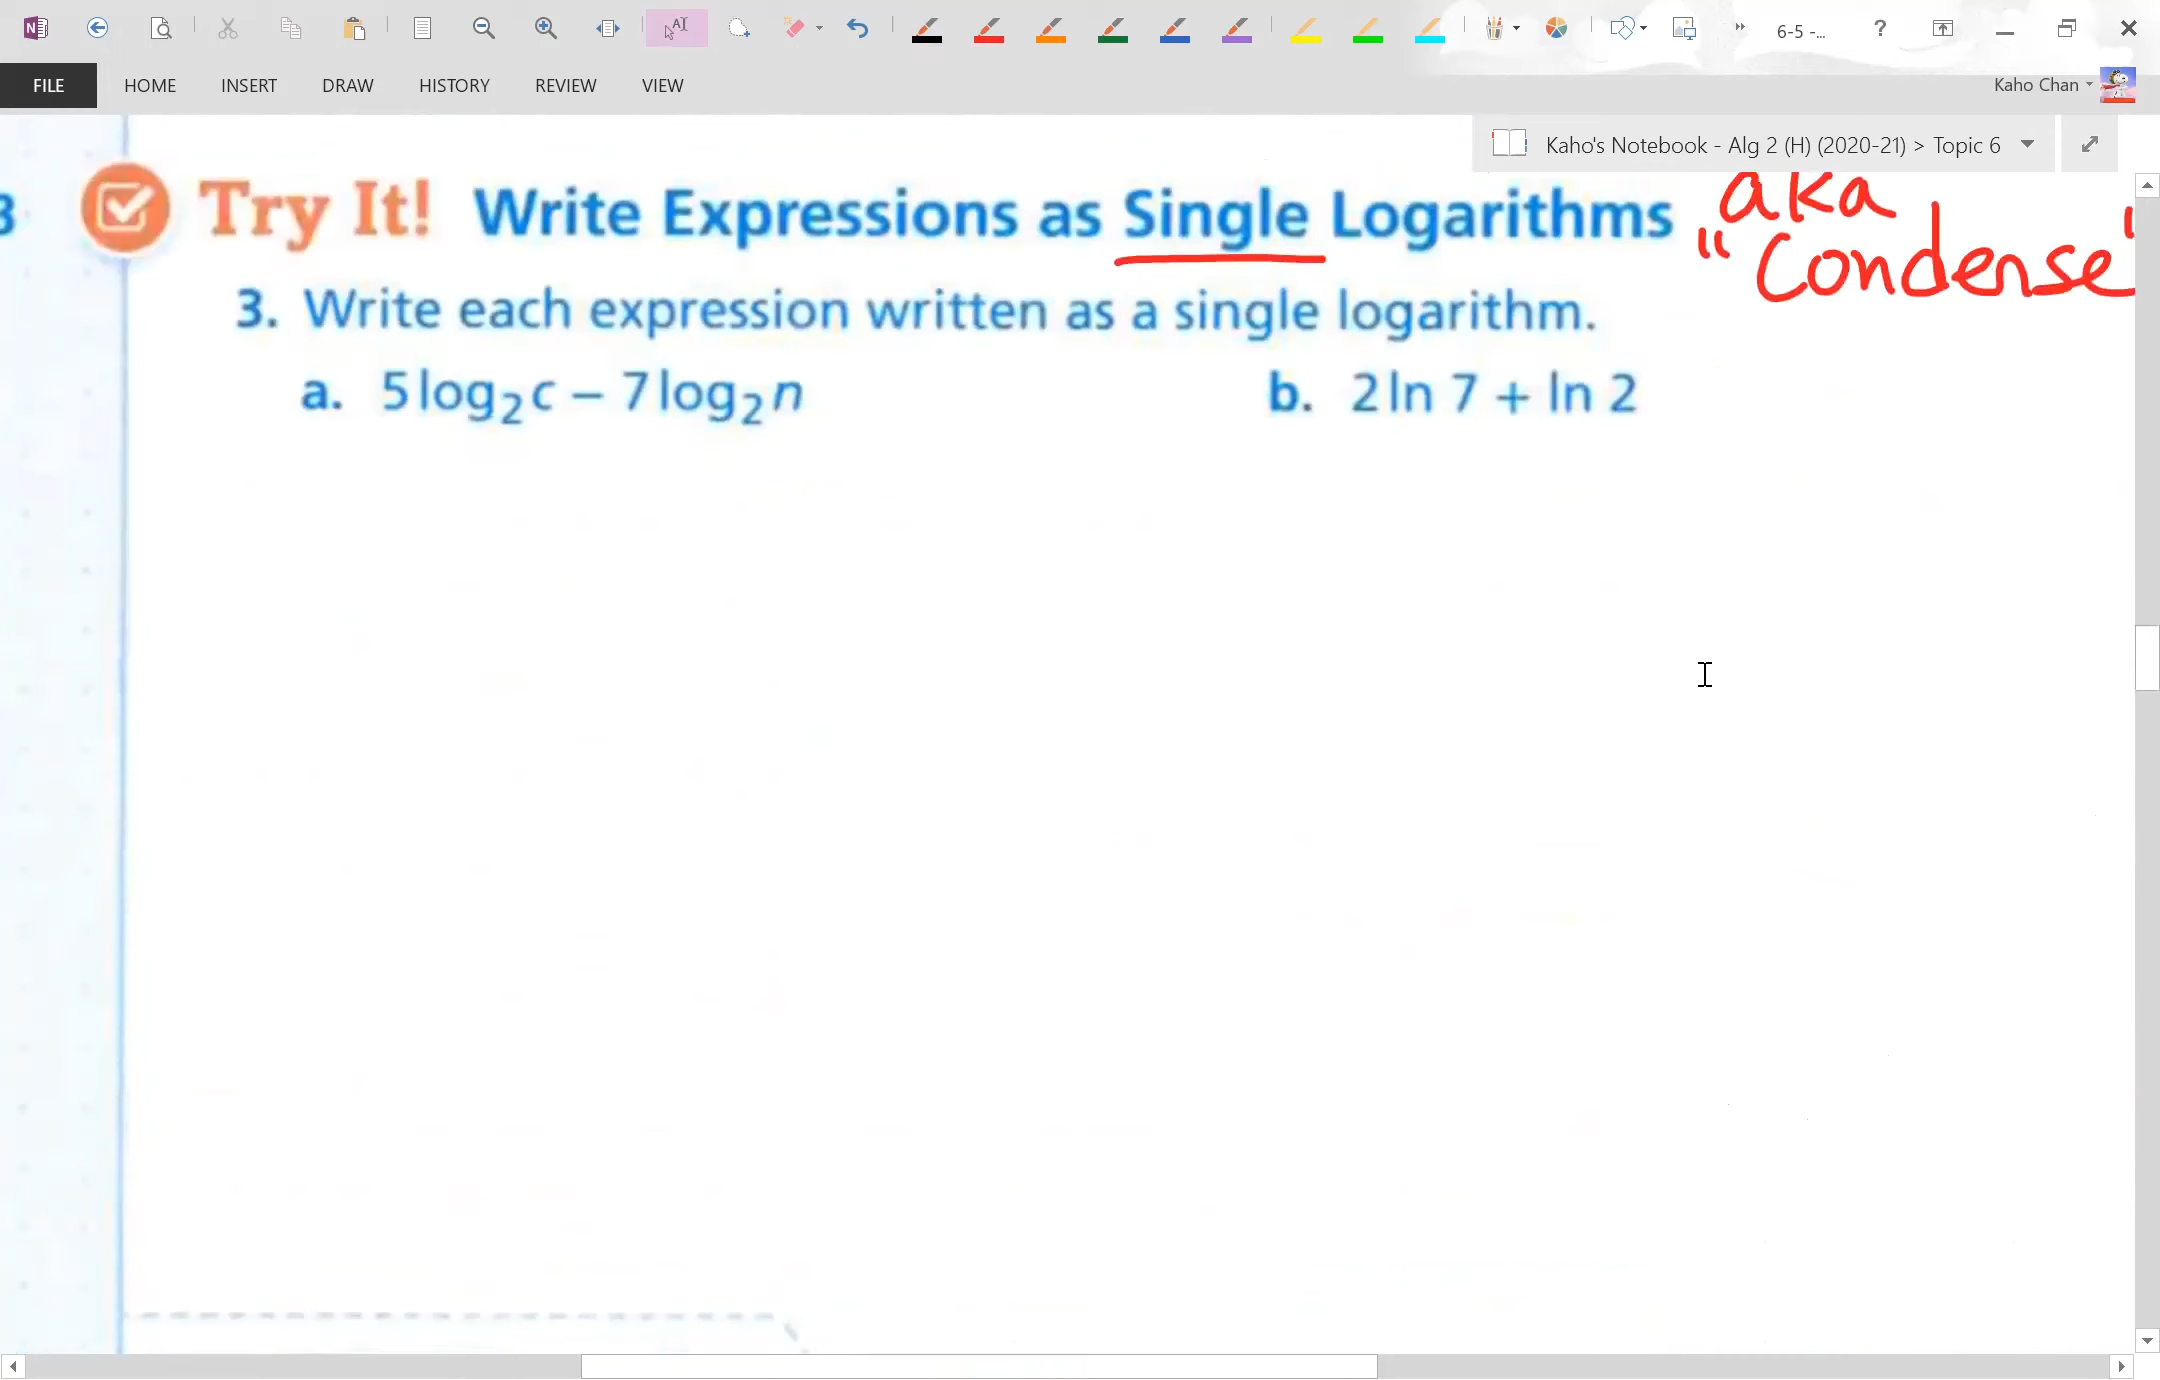 6-5 -...
?
FILE HOME INSERT DRAW HISTORY REVIEW VIEW
Kaho Chan
Kaho's Notebook - Alg 2 (H) (2020-21) > Topic 6
3 Try It! Write Expressions as Single Logarithms
aka
"Condense"
3. Write each expression written as a single logarithm.
a. 5 log₂ c − 7 log₂ n b. 2 ln 7 + ln 2